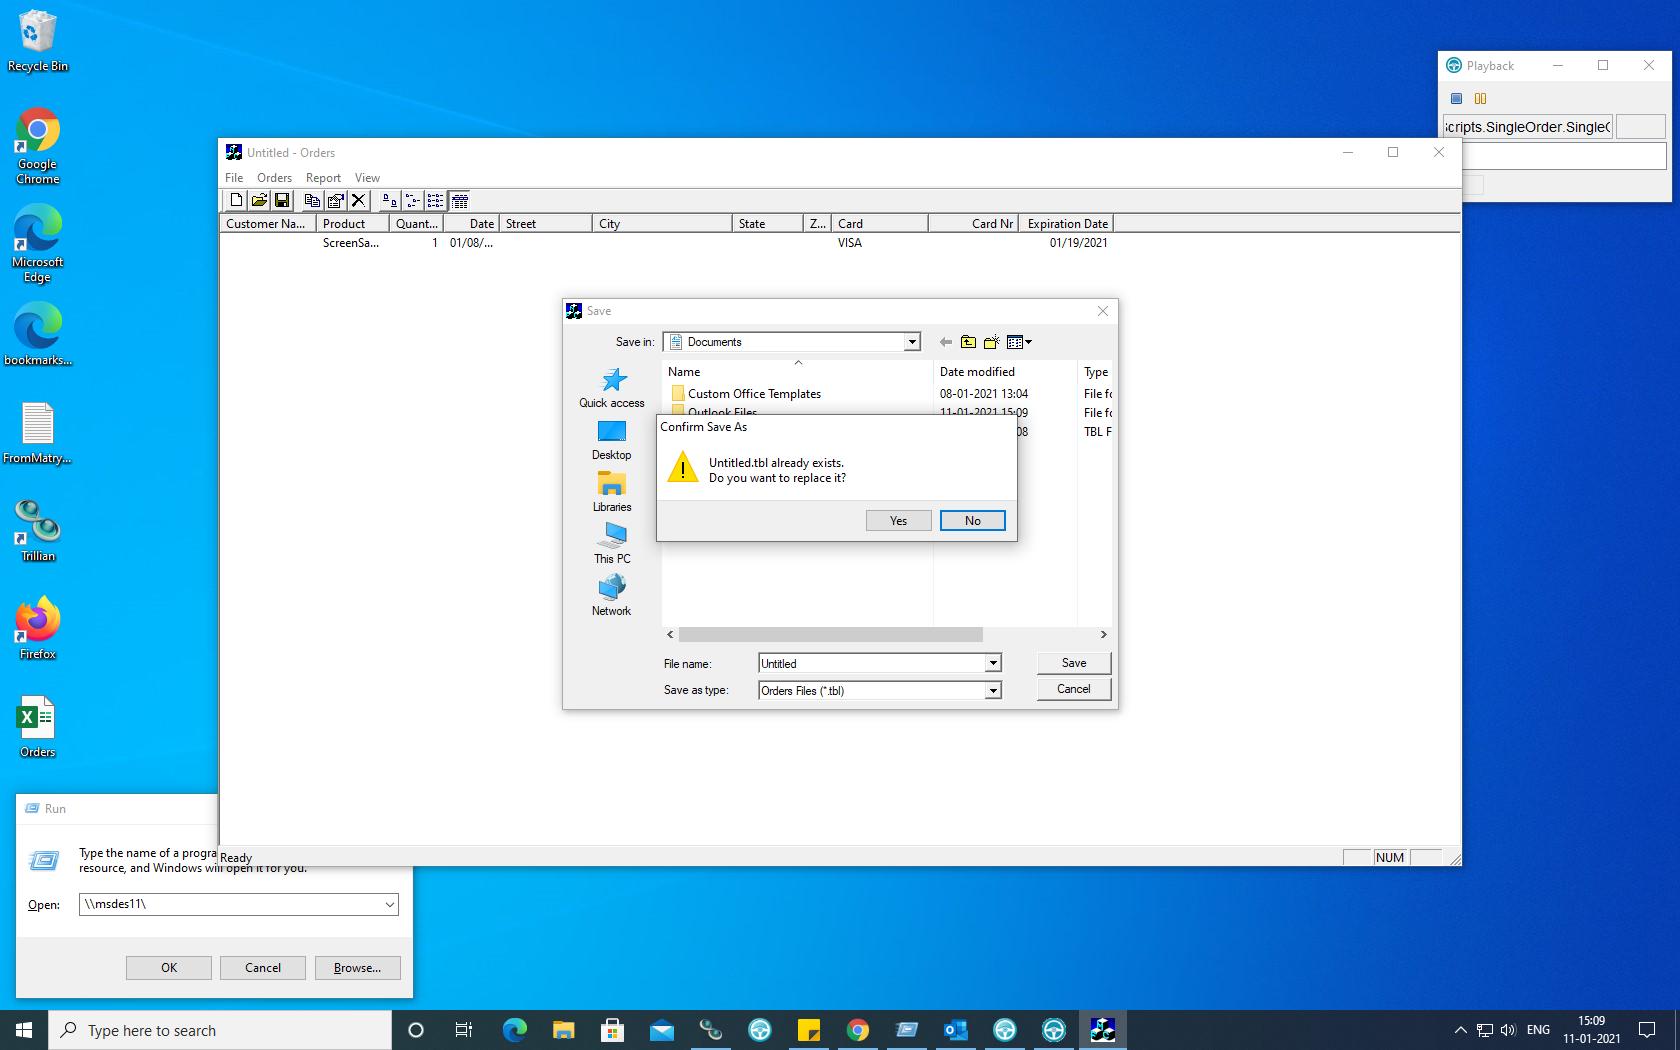 Recycle Bin
Google
Chrome
Microsoft
Edge
bookmarks...
FromMatry...
Trillian
Firefox
Orders
Playback
Scripts.SingleOrder.Single
Untitled - Orders
File Orders Report View
Customer Na... Product Quant... Date Street City State Z... Card Card Nr Expiration Date
ScreenSa... 1 01/08/... VISA 01/19/2021
Save
Save in: Documents
Name Date modified Type
Custom Office Templates 08-01-2021 13:04 File fo
Outlook Files 11-01-2021 15:09 File fo
08 TBL F
Quick access
Desktop
Libraries
This PC
Network
Confirm Save As
Untitled.tbl already exists.
Do you want to replace it?
Yes No
File name: Untitled Save
Save as type: Orders Files (*.tbl) Cancel
Ready NUM
Run
Type the name of a progra
resource, and Windows will open it for you.
Open: \\msdes11\
OK Cancel Browse...
Type here to search
ENG
15:09
11-01-2021